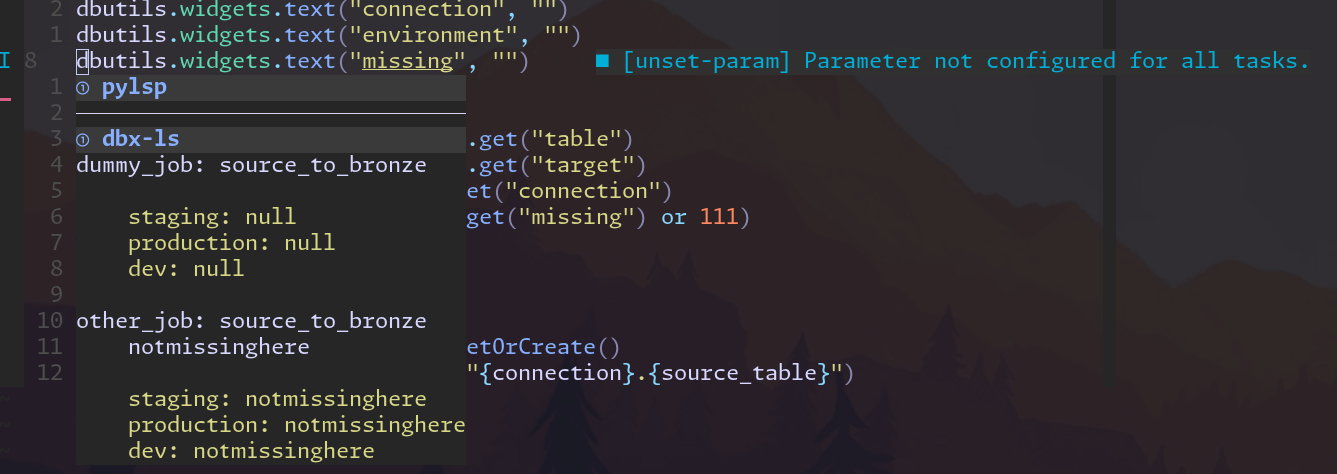 2 dbutils.widgets.text("connection", "")
1 dbutils.widgets.text("environment", "")
I 8 dbutils.widgets.text("missing", "") ■ [unset-param] Parameter not configured for all tasks.
1 ① pylsp
2
3 ① dbx-ls .get("table")
4 dummy_job: source_to_bronze .get("target")
5 et("connection")
6 staging: null get("missing") or 111)
7 production: null
8 dev: null
9
10 other_job: source_to_bronze
11 notmissinghere etOrCreate()
12 "{connection}.{source_table}")
~ staging: notmissinghere
~ production: notmissinghere
~ dev: notmissinghere